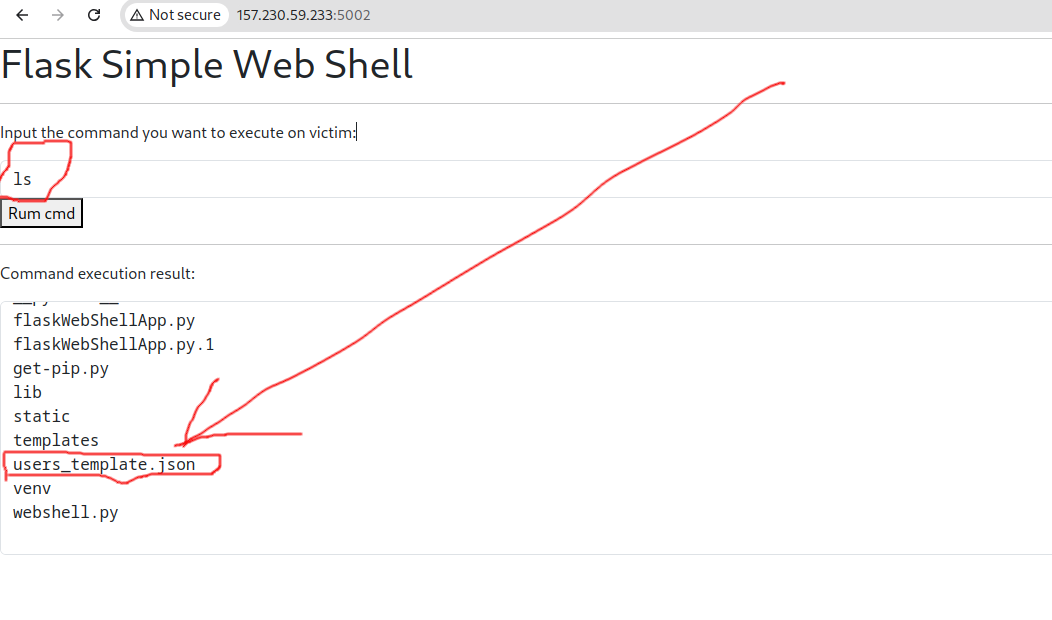 Not secure 157.230.59.233:5002
Flask Simple Web Shell
Input the command you want to execute on victim:
ls
Rum cmd
Command execution result:
flaskWebShellApp.py
flaskWebShellApp.py.1
get-pip.py
lib
static
templates
users_template.json
venv
webshell.py